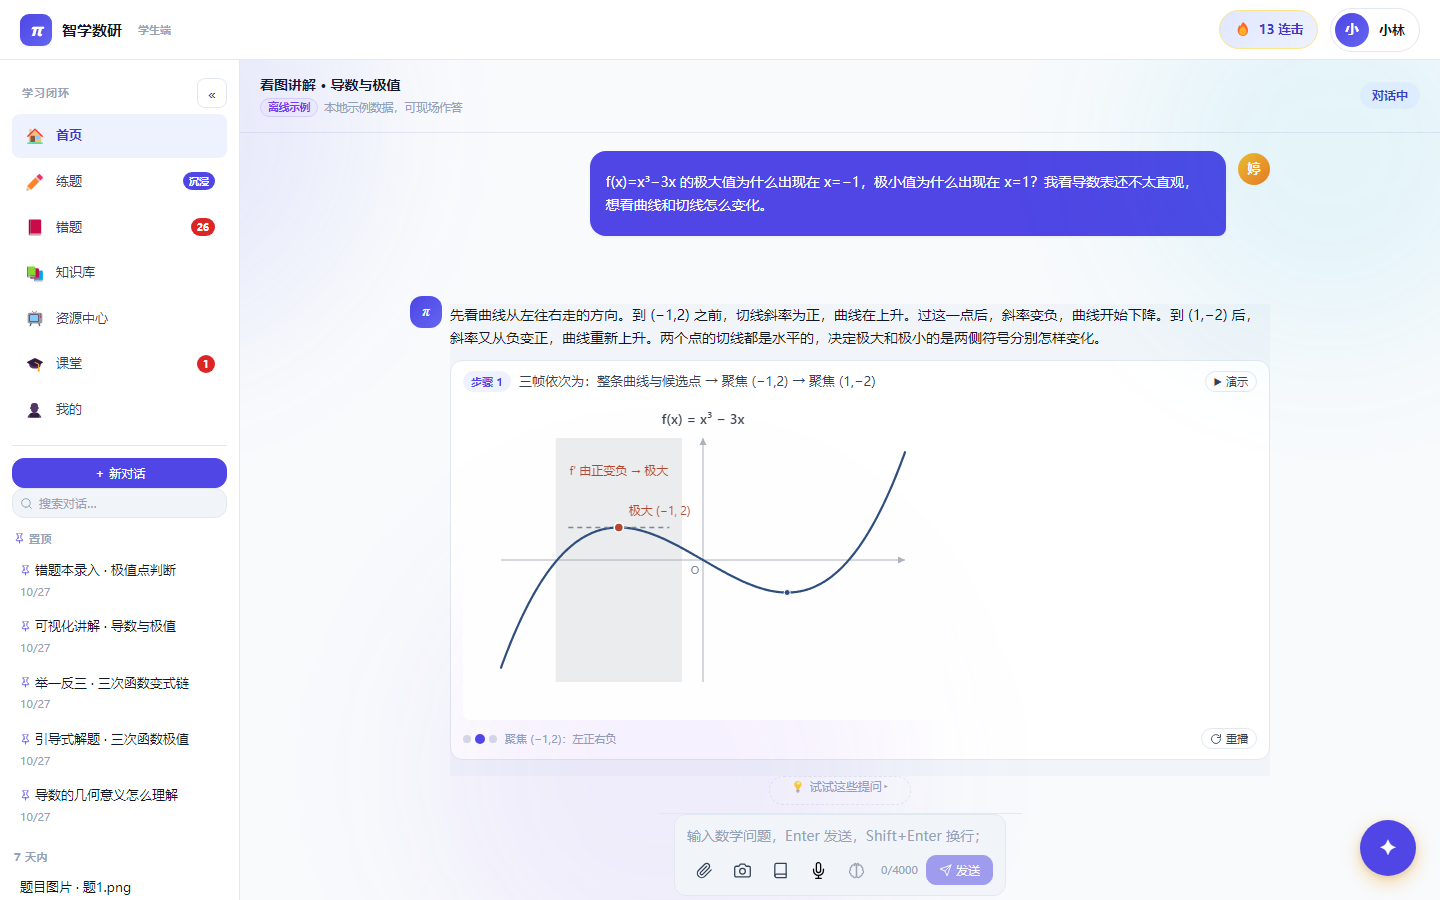 π 智学数研 学生端
13 连击
小 小林
学习闭环 «
首页
练题 沉浸
错题 26
知识库
资源中心
课堂 1
我的
+ 新对话
搜索对话...
置顶
错题本录入 · 极值点判断
10/27
可视化讲解 · 导数与极值
10/27
举一反三 · 三次函数变式链
10/27
引导式解题 · 三次函数极值
10/27
导数的几何意义怎么理解
10/27
7 天内
题目图片 · 题1.png
看图讲解 • 导数与极值
离线示例 本地示例数据，可现场作答
对话中
f(x)=x³−3x 的极大值为什么出现在 x=−1，极小值为什么出现在 x=1？我看导数表还不太直观，
想看曲线和切线怎么变化。
婷
π
先看曲线从左往右走的方向。到 (−1,2) 之前，切线斜率为正，曲线在上升。过这一点后，斜率变负，曲线开始下降。到 (1,−2) 后，
斜率又从负变正，曲线重新上升。两个点的切线都是水平的，决定极大和极小的是两侧符号分别怎样变化。
步骤 1 三帧依次为：整条曲线与候选点 → 聚焦 (−1,2) → 聚焦 (1,−2)
▶ 演示
f(x) = x³ − 3x
f′ 由正变负 → 极大
极大 (−1, 2)
O
聚焦 (−1,2)：左正右负
重播
试试这些提问
输入数学问题，Enter 发送，Shift+Enter 换行；
0/4000 发送